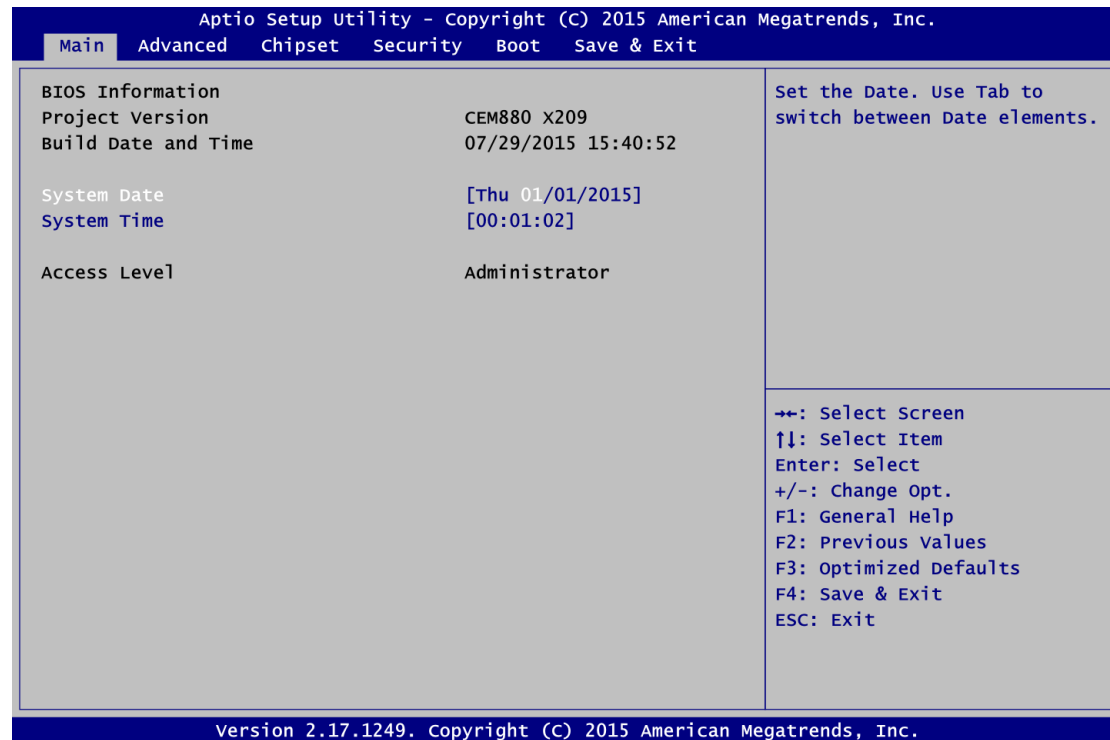 Aptio Setup Utility – Copyright (C) 2015 American Megatrends, Inc.
Main Advanced Chipset Security Boot Save & Exit
BIOS Information
Project Version CEM880 X209
Build Date and Time 07/29/2015 15:40:52
System Date [Thu 01/01/2015]
System Time [00:01:02]
Access Level Administrator
Set the Date. Use Tab to
switch between Date elements.
→←: Select Screen
↑↓: Select Item
Enter: Select
+/-: Change Opt.
F1: General Help
F2: Previous Values
F3: Optimized Defaults
F4: Save & Exit
ESC: Exit
Version 2.17.1249. Copyright (C) 2015 American Megatrends, Inc.